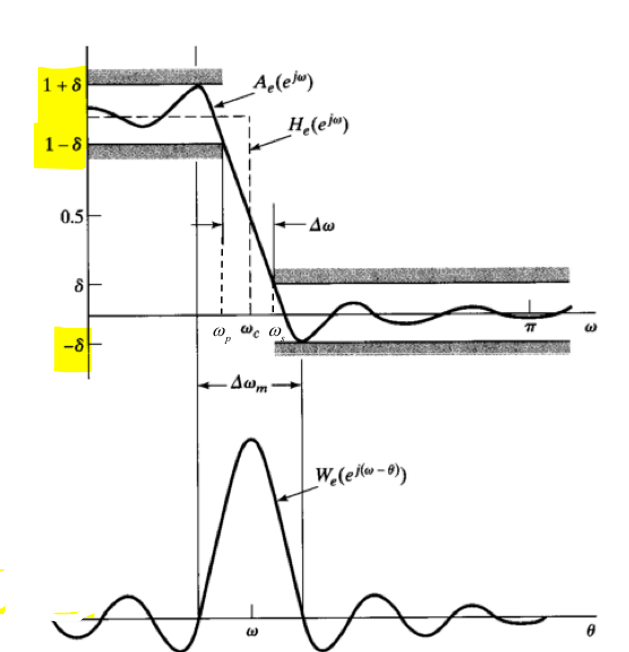 1 + δ
A_e(e^{jω})
H_e(e^{jω})
1 – δ
0.5
Δω
δ
π
ω_p ω_c ω_s
ω
–δ
Δω_m
W_e(e^{j(ω – θ)})
ω
θ